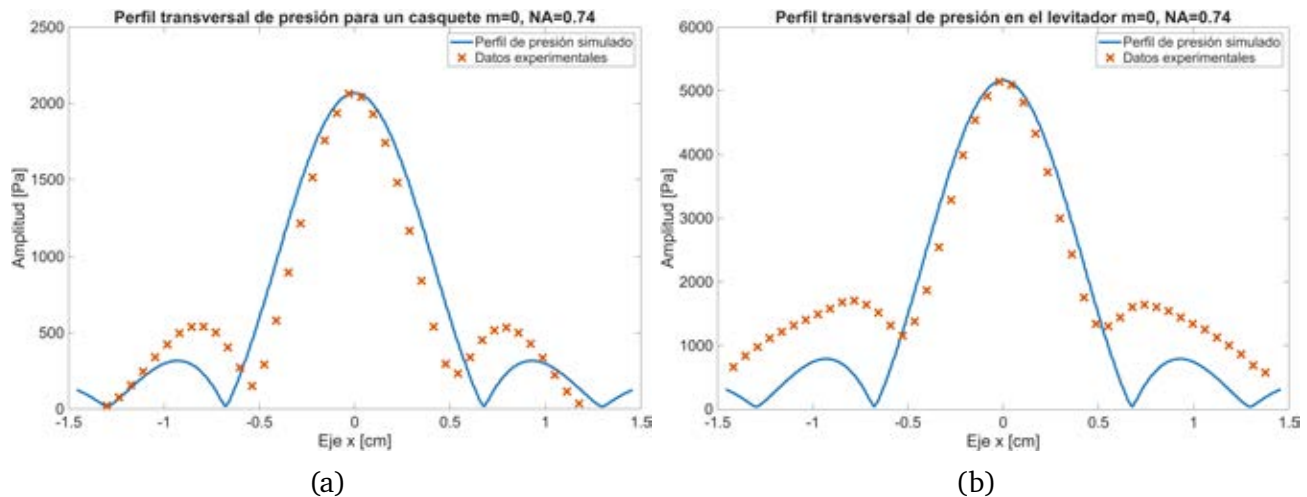 Perfil transversal de presión para un casquete m=0, NA=0.74
2500
2000
1500
1000
500
0
Amplitud [Pa]
Perfil de presión simulado
Datos experimentales
-1.5
-1
-0.5
0
0.5
1
1.5
Eje x [cm]
(a)
Perfil transversal de presión en el levitador m=0, NA=0.74
6000
5000
4000
3000
2000
1000
0
Amplitud [Pa]
Perfil de presión simulado
Datos experimentales
-1.5
-1
-0.5
0
0.5
1
1.5
Eje x [cm]
(b)